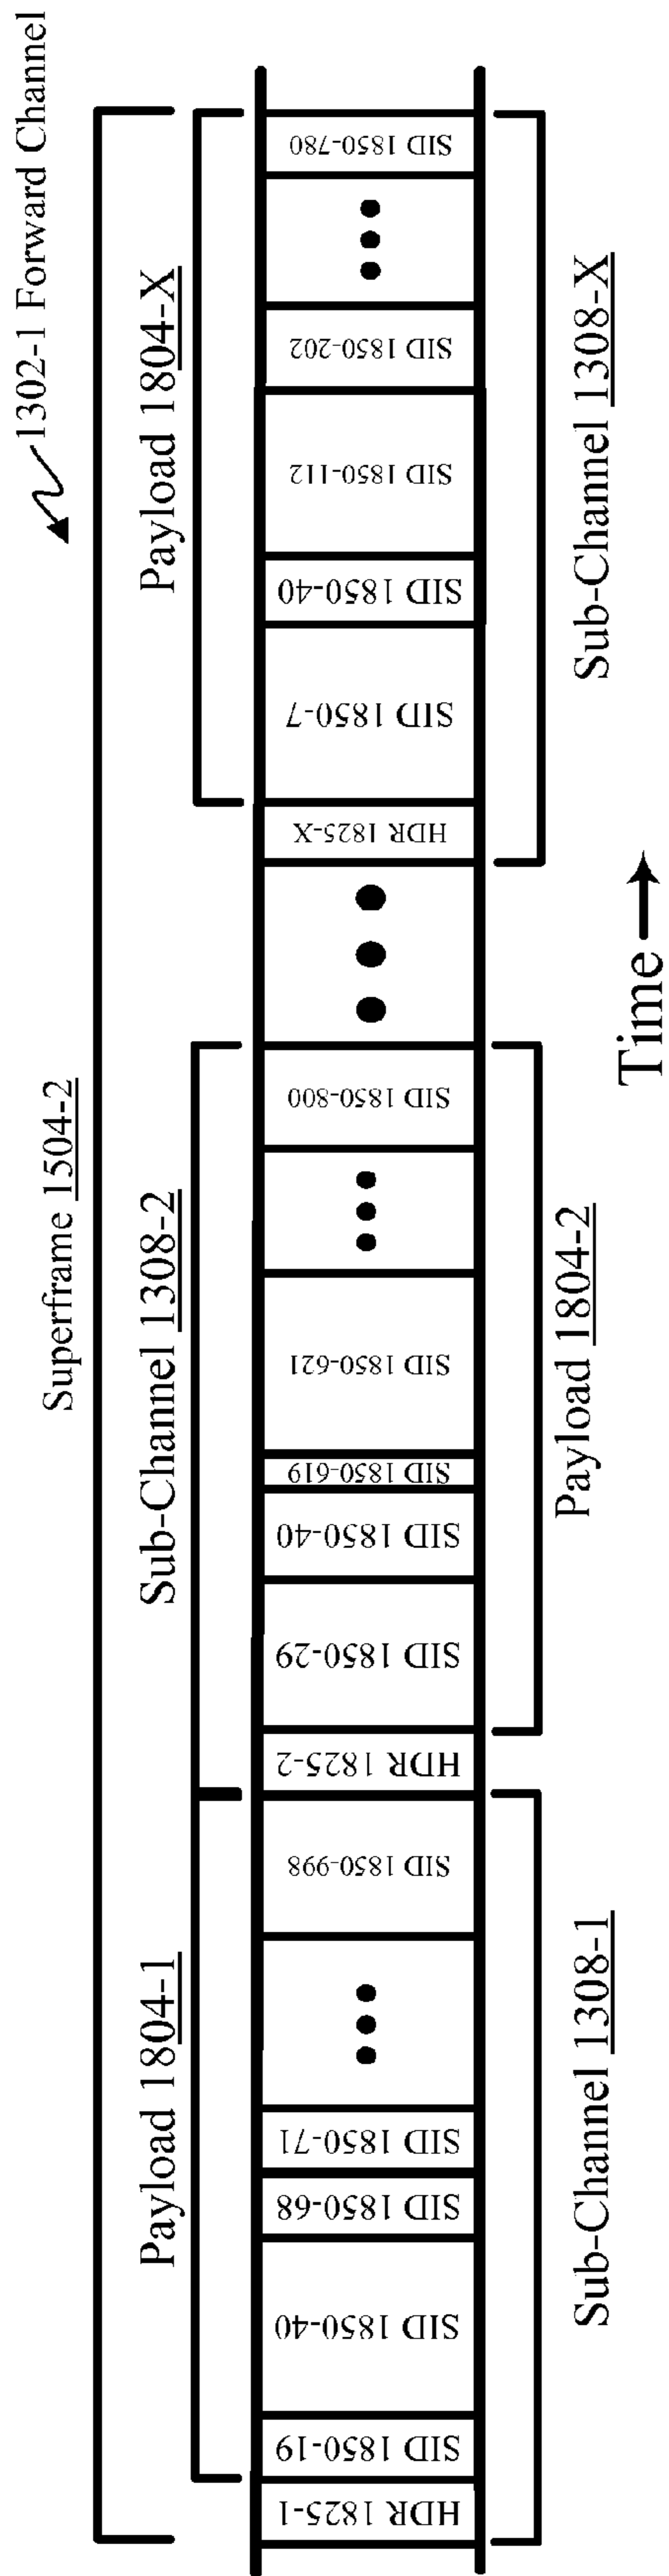 1302-1 Forward Channel
Superframe 1504-2
Payload 1804-1
Sub-Channel 1308-2
Payload 1804-X
HDR 1825-1
SID 1850-19
SID 1850-40
SID 1850-68
SID 1850-71
SID 1850-998
HDR 1825-2
SID 1850-29
SID 1850-40
SID 1850-619
SID 1850-621
SID 1850-800
HDR 1825-X
SID 1850-7
SID 1850-40
SID 1850-112
SID 1850-202
SID 1850-780
Sub-Channel 1308-1
Payload 1804-2
Sub-Channel 1308-X
Time